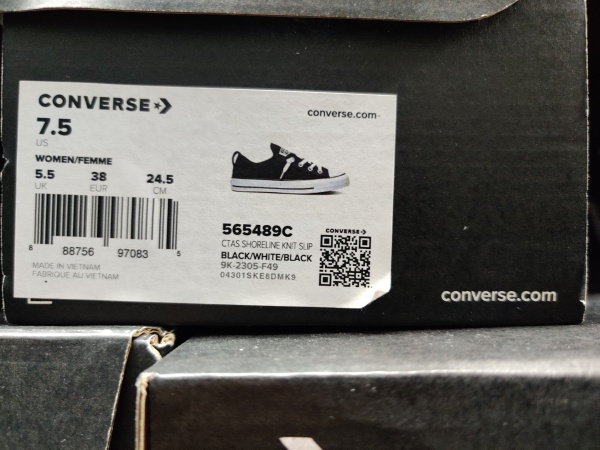 CONVERSE
converse.com
7.5
US
WOMEN/FEMME
5.5 38 24.5
UK EUR CM
8 88756 97083 5
MADE IN VIETNAM
FABRIQUE AU VIETNAM
565489C
CTAS SHORELINE KNIT SLIP
BLACK/WHITE/BLACK
9K-2305-F49
04301SKE8DMK9
CONVERSE
converse.com